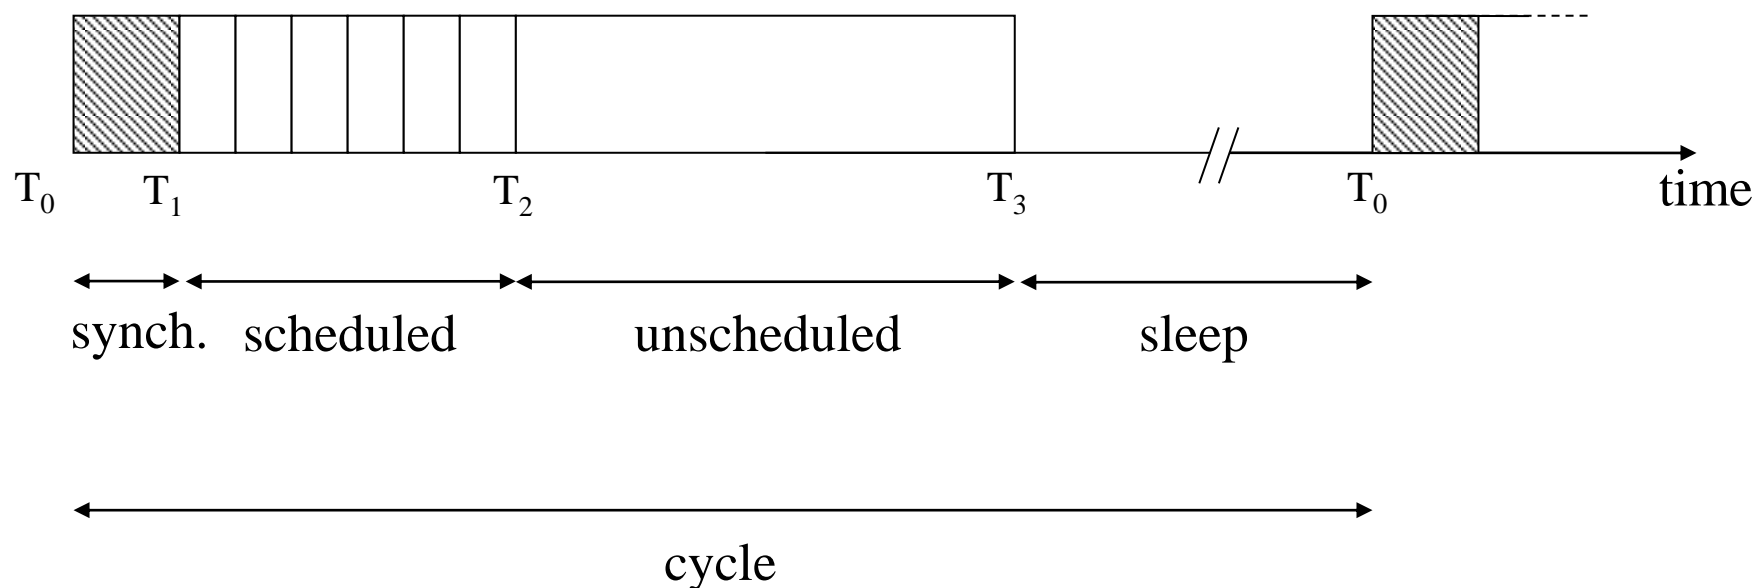 T₀ T₁ T₂ T₃ T₀ time
synch. scheduled unscheduled sleep
cycle